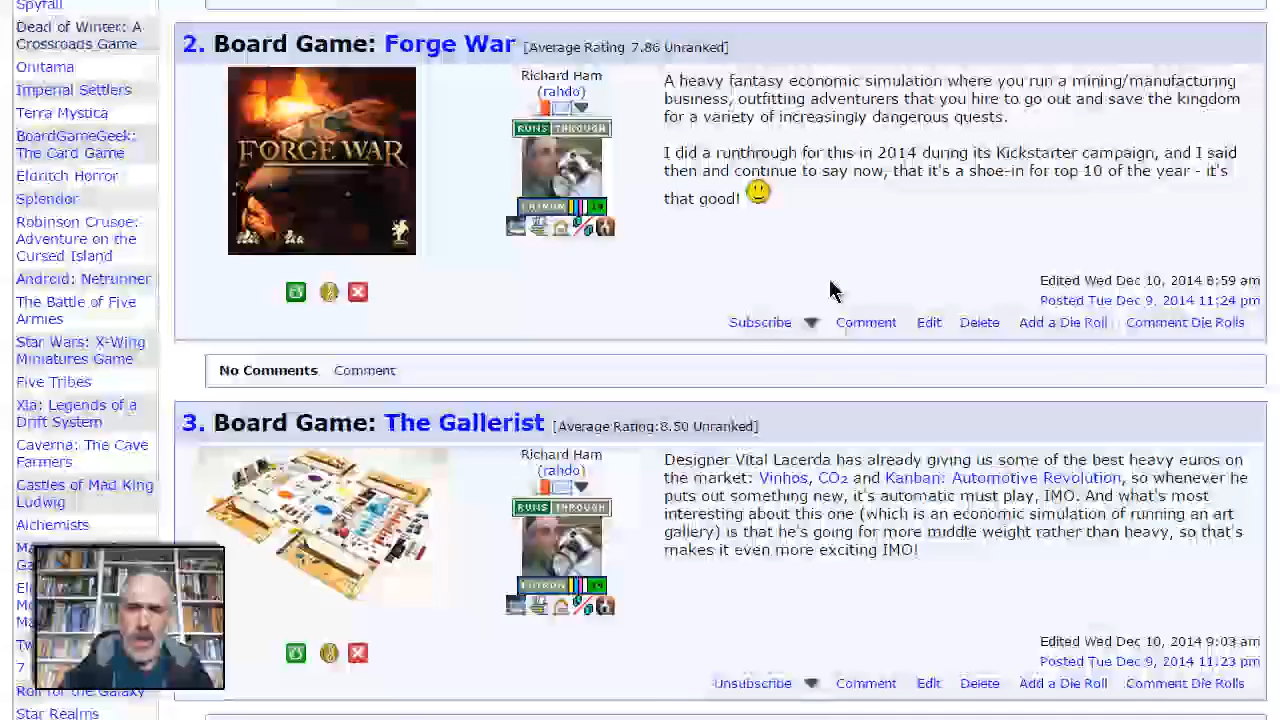 Spyfall
Dead of Winter: A
Crossroads Game
Onitama
Imperial Settlers
Terra Mystica
BoardGameGeek:
The Card Game
Eldritch Horror
Splendor
Robinson Crusoe:
Adventure on the
Cursed Island
Android: Netrunner
The Battle of Five
Armies
Star Wars: X-Wing
Miniatures Game
Five Tribes
Xia: Legends of a
Drift System
Caverna: The Cave
Farmers
Castles of Mad King
Ludwig
Alchemists
7
Roll for the Galaxy
Star Realms
2. Board Game: Forge War [Average Rating 7.86 Unranked]
FORGE WAR
Richard Ham
(rahdo)
RUNS THROUGH
A heavy fantasy economic simulation where you run a mining/manufacturing
business, outfitting adventurers that you hire to go out and save the kingdom
for a variety of increasingly dangerous quests.
I did a runthrough for this in 2014 during its Kickstarter campaign, and I said
then and continue to say now, that it's a shoe-in for top 10 of the year - it's
that good!
Edited Wed Dec 10, 2014 8:59 am
Posted Tue Dec 9, 2014 11:24 pm
Subscribe Comment Edit Delete Add a Die Roll Comment Die Rolls
No Comments Comment
3. Board Game: The Gallerist [Average Rating:8.50 Unranked]
Richard Ham
(rahdo)
RUNS THROUGH
Designer Vital Lacerda has already giving us some of the best heavy euros on
the market: Vinhos, CO2 and Kanban: Automotive Revolution, so whenever he
puts out something new, it's automatic must play, IMO. And what's most
interesting about this one (which is an economic simulation of running an art
gallery) is that he's going for more middle weight rather than heavy, so that's
makes it even more exciting IMO!
Edited Wed Dec 10, 2014 9:03 am
Posted Tue Dec 9, 2014 11:23 pm
Unsubscribe Comment Edit Delete Add a Die Roll Comment Die Rolls